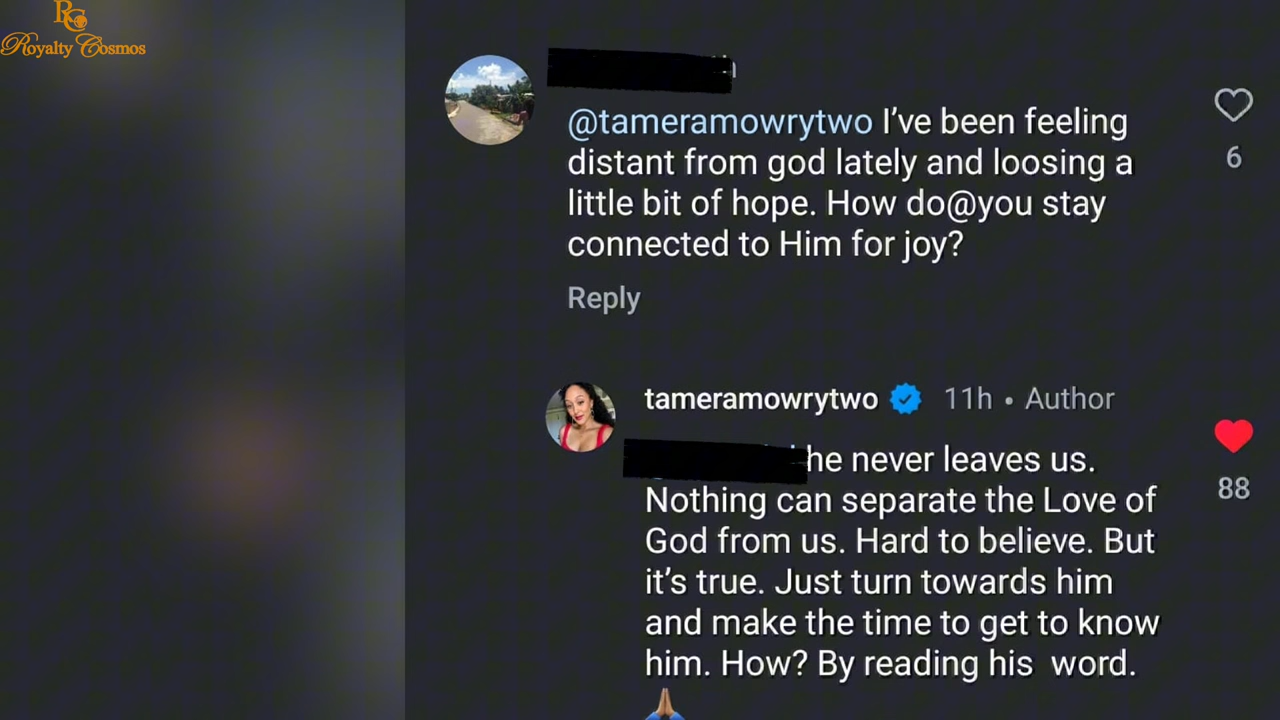 RC
Royalty Cosmos
@tameramowrytwo I’ve been feeling
distant from god lately and loosing a
little bit of hope. How do@you stay
connected to Him for joy?
6
Reply
tameramowrytwo 11h • Author
he never leaves us.
Nothing can separate the Love of
God from us. Hard to believe. But
it’s true. Just turn towards him
and make the time to get to know
him. How? By reading his  word.
88